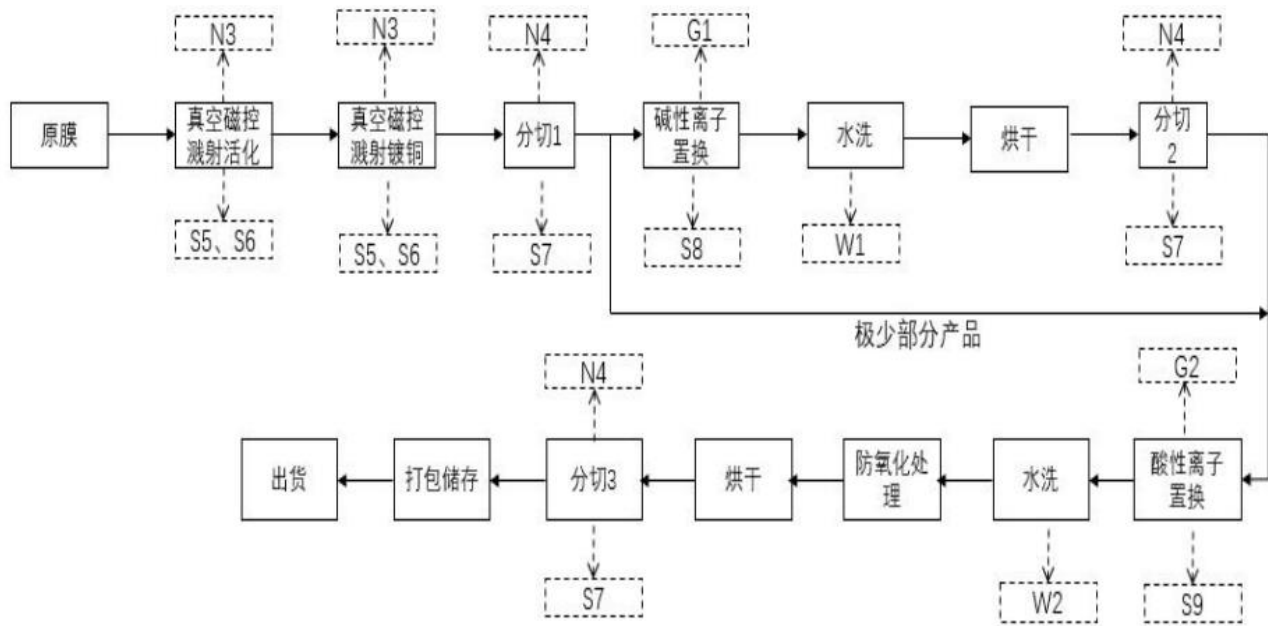 N3
N3
N4
G1
N4
原膜
真空磁控
溅射活化
真空磁控
溅射镀铜
分切1
碱性离子
置换
水洗
烘干
分切
2
S5、S6
S5、S6
S7
S8
W1
S7
极少部分产品
N4
G2
出货
打包储存
分切3
烘干
防氧化处
理
水洗
酸性离子
置换
S7
W2
S9